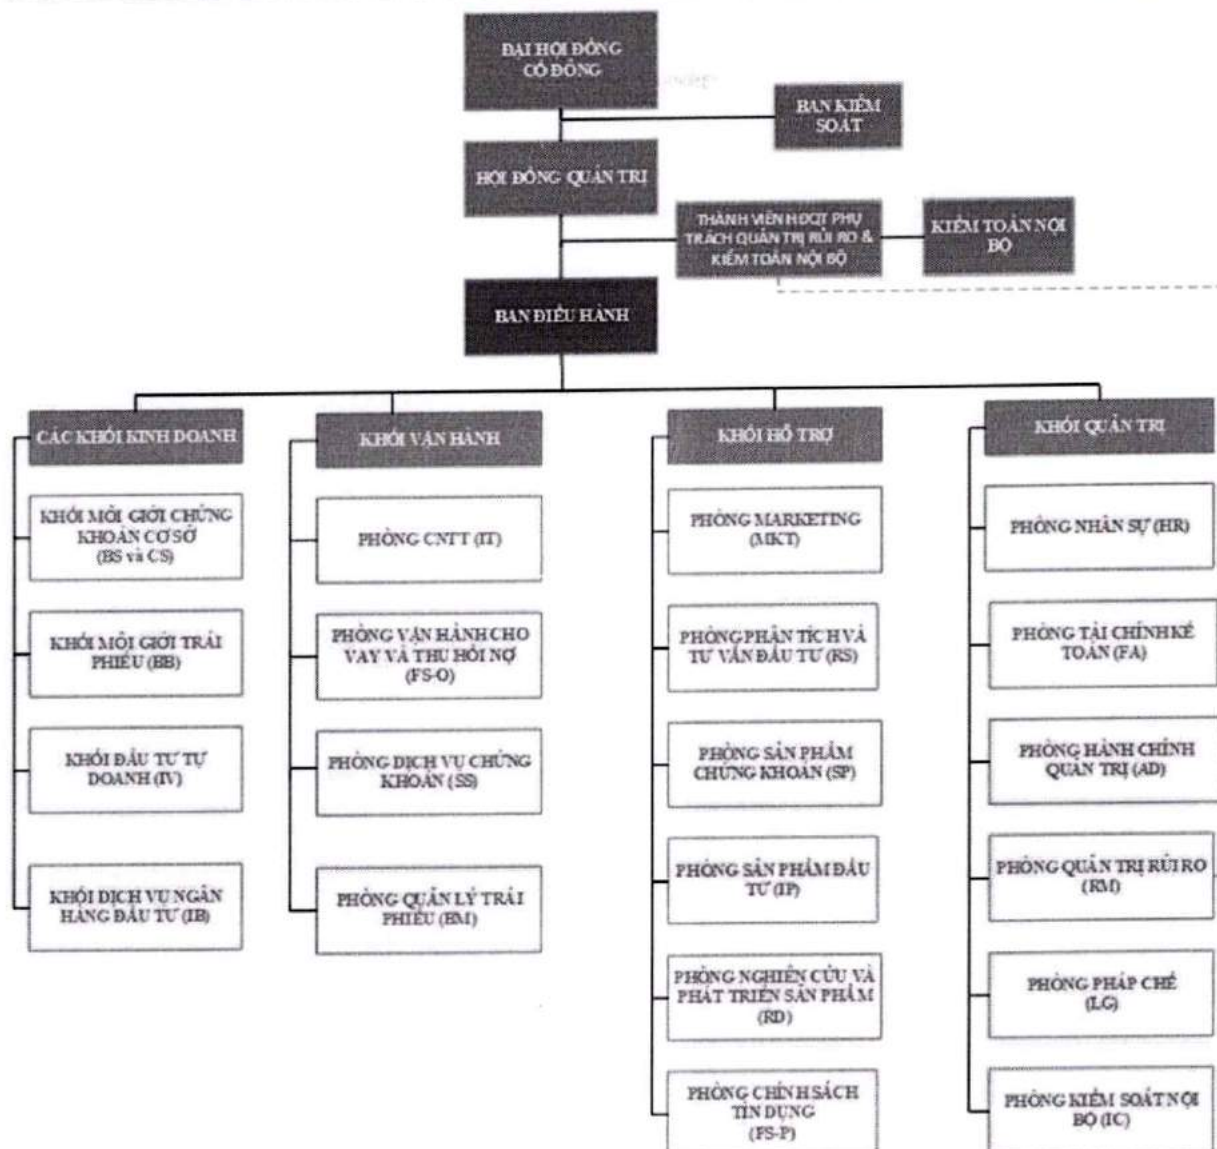 ĐẠI HỘI ĐỒNG
CỔ ĐÔNG
BAN KIỂM
SOÁT
HỘI ĐỒNG QUẢN TRỊ
THÀNH VIÊN HĐQT PHỤ
TRÁCH QUẢN TRỊ RỦI RO &
KIỂM TOÁN NỘI BỘ
KIỂM TOÁN NỘI
BỘ
BAN ĐIỀU HÀNH
CÁC KHỐI KINH DOANH
KHỐI MÔI GIỚI CHỨNG
KHOÁN CƠ SỞ
(BS và CS)
KHỐI MÔI GIỚI TRÁI
PHIẾU (BB)
KHỐI ĐẦU TƯ TỰ
DOANH (IV)
KHỐI DỊCH VỤ NGÂN
HÀNG ĐẦU TƯ (IB)
KHỐI VẬN HÀNH
PHÒNG CNTT (IT)
PHÒNG VẬN HÀNH CHO
VAY VÀ THU HỒI NỢ
(FS-O)
PHÒNG DỊCH VỤ CHỨNG
KHOÁN (SS)
PHÒNG QUẢN LÝ TRÁI
PHIẾU (BM)
KHỐI HỖ TRỢ
PHÒNG MARKETING
(MKT)
PHÒNG PHÂN TÍCH VÀ
TƯ VẤN ĐẦU TƯ (RS)
PHÒNG SẢN PHẨM
CHỨNG KHOÁN (SP)
PHÒNG SẢN PHẨM ĐẦU
TƯ (IP)
PHÒNG NGHIÊN CỨU VÀ
PHÁT TRIỂN SẢN PHẨM
(RD)
PHÒNG CHÍNH SÁCH
TÍN DỤNG
(FS-P)
KHỐI QUẢN TRỊ
PHÒNG NHÂN SỰ (HR)
PHÒNG TÀI CHÍNH KẾ
TOÁN (FA)
PHÒNG HÀNH CHÍNH
QUẢN TRỊ (AD)
PHÒNG QUẢN TRỊ RỦI RO
(RM)
PHÒNG PHÁP CHẾ
(LG)
PHÒNG KIỂM SOÁT NỘI
BỘ (IC)